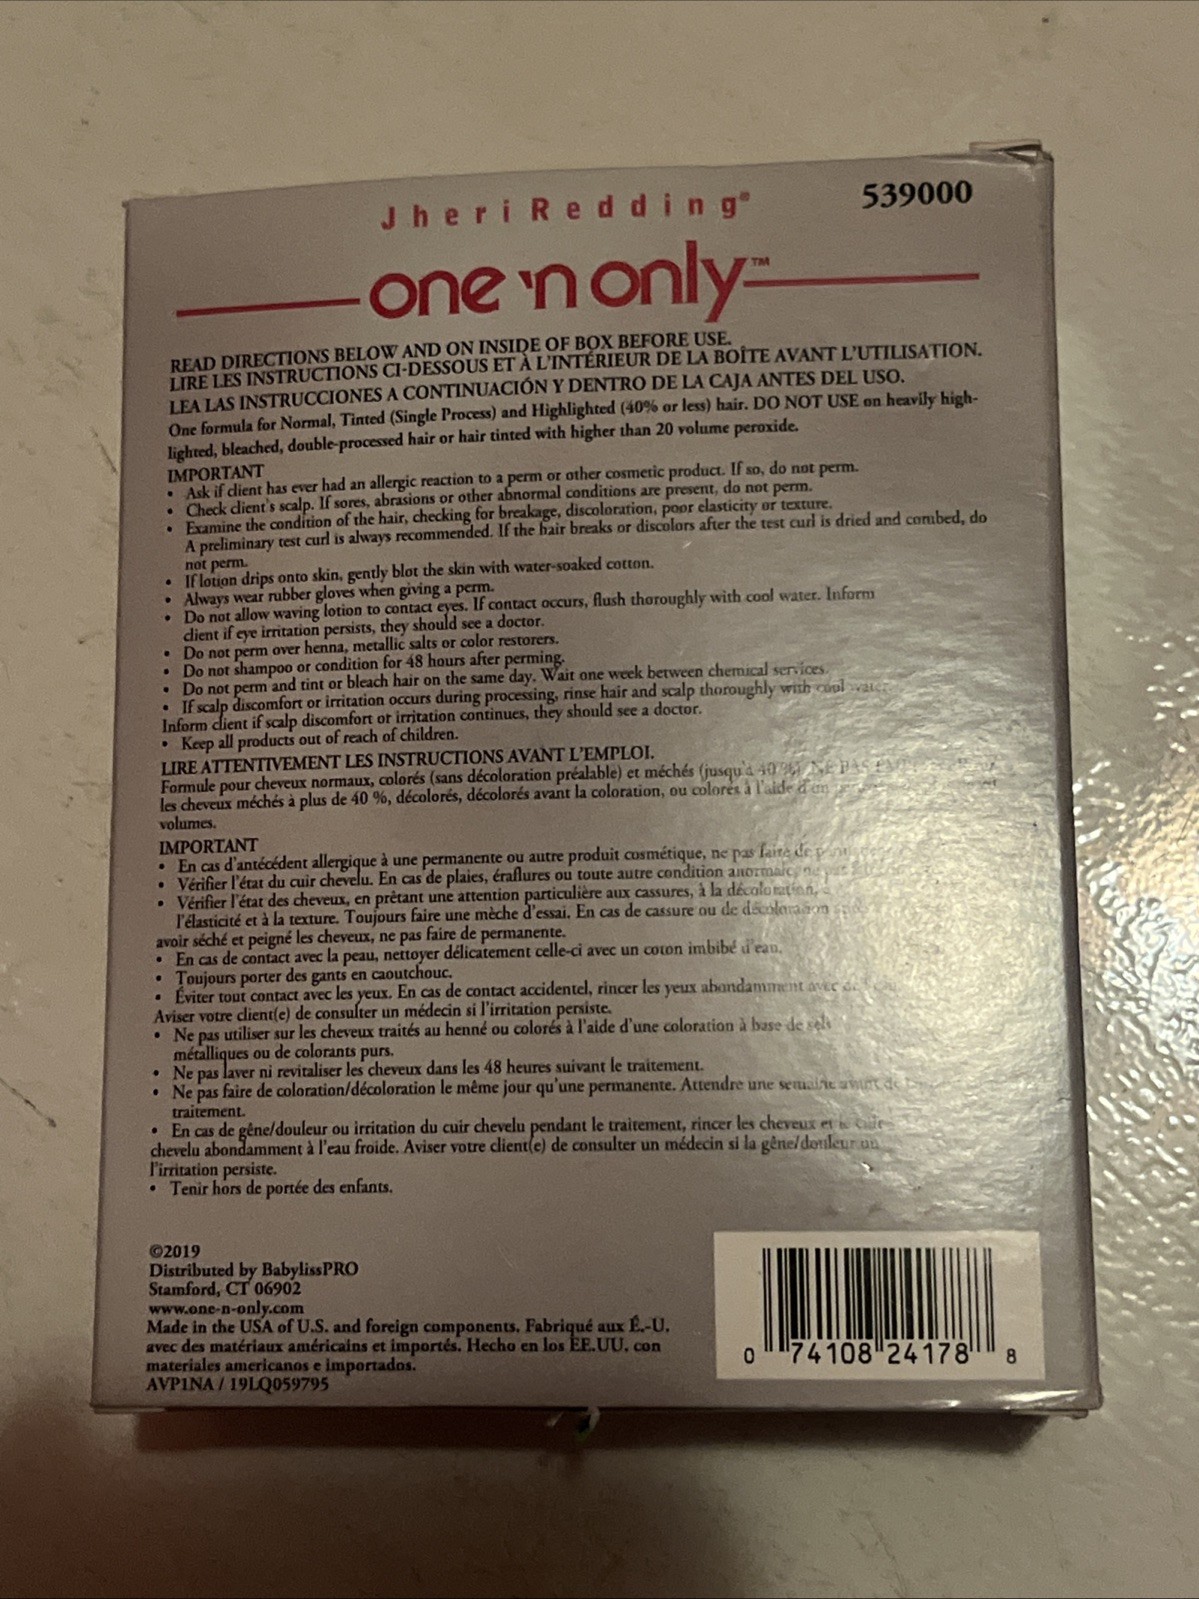 JheriRedding®
539000
one 'n only™
READ DIRECTIONS BELOW AND ON INSIDE OF BOX BEFORE USE.
LIRE LES INSTRUCTIONS CI-DESSOUS ET À L'INTÉRIEUR DE LA BOÎTE AVANT L'UTILISATION.
LEA LAS INSTRUCCIONES A CONTINUACIÓN Y DENTRO DE LA CAJA ANTES DEL USO.
One formula for Normal, Tinted (Single Process) and Highlighted (40% or less) hair. DO NOT USE on heavily high-
lighted, bleached, double-processed hair or hair tinted with higher than 20 volume peroxide.
IMPORTANT
• Ask if client has ever had an allergic reaction to a perm or other cosmetic product. If so, do not perm.
• Check client's scalp. If sores, abrasions or other abnormal conditions are present, do not perm.
• Examine the condition of the hair, checking for breakage, discoloration, poor elasticity or texture.
A preliminary test curl is always recommended. If the hair breaks or discolors after the test curl is dried and combed, do
not perm.
• If lotion drips onto skin, gently blot the skin with water-soaked cotton.
• Always wear rubber gloves when giving a perm.
• Do not allow waving lotion to contact eyes. If contact occurs, flush thoroughly with cool water. Inform
client if eye irritation persists, they should see a doctor.
• Do not perm over henna, metallic salts or color restorers.
• Do not shampoo or condition for 48 hours after perming.
• Do not perm and tint or bleach hair on the same day. Wait one week between chemical services.
• If scalp discomfort or irritation occurs during processing, rinse hair and scalp thoroughly with cool water.
Inform client if scalp discomfort or irritation continues, they should see a doctor.
• Keep all products out of reach of children.
LIRE ATTENTIVEMENT LES INSTRUCTIONS AVANT L'EMPLOI.
Formule pour cheveux normaux, colorés (sans décoloration préalable) et méchés (jusqu'à 40 %). NE PAS
les cheveux méchés à plus de 40 %, décolorés, décolorés avant la coloration, ou colorés à l'aide d'un
volumes.
IMPORTANT
• En cas d'antécédent allergique à une permanente ou autre produit cosmétique, ne pas faire de
• Vérifier l'état du cuir chevelu. En cas de plaies, éraflures ou toute autre condition anormale, ne pas
• Vérifier l'état des cheveux, en prêtant une attention particulière aux cassures, à la décoloration, à
l'élasticité et à la texture. Toujours faire une mèche d'essai. En cas de cassure ou de décoloration
avoir séché et peigné les cheveux, ne pas faire de permanente.
• En cas de contact avec la peau, nettoyer délicatement celle-ci avec un coton imbibé d'eau.
• Toujours porter des gants en caoutchouc.
• Éviter tout contact avec les yeux. En cas de contact accidentel, rincer les yeux abondamment avec de
Aviser votre client(e) de consulter un médecin si l'irritation persiste.
• Ne pas utiliser sur les cheveux traités au henné ou colorés à l'aide d'une coloration à base de sels
métalliques ou de colorants purs.
• Ne pas laver ni revitaliser les cheveux dans les 48 heures suivant le traitement.
• Ne pas faire de coloration/décoloration le même jour qu'une permanente. Attendre une semaine avant de
traitement.
• En cas de gêne/douleur ou irritation du cuir chevelu pendant le traitement, rincer les cheveux et le cuir
chevelu abondamment à l'eau froide. Aviser votre client(e) de consulter un médecin si la gêne/douleur ou
l'irritation persiste.
• Tenir hors de portée des enfants.
©2019
Distributed by BabylissPRO
Stamford, CT 06902
www.one-n-only.com
Made in the USA of U.S. and foreign components. Fabriqué aux É.-U.
avec des matériaux américains et importés. Hecho en los EE.UU. con
materiales americanos e importados.
AVP1NA / 19LQ059795
0 74108 24178 8